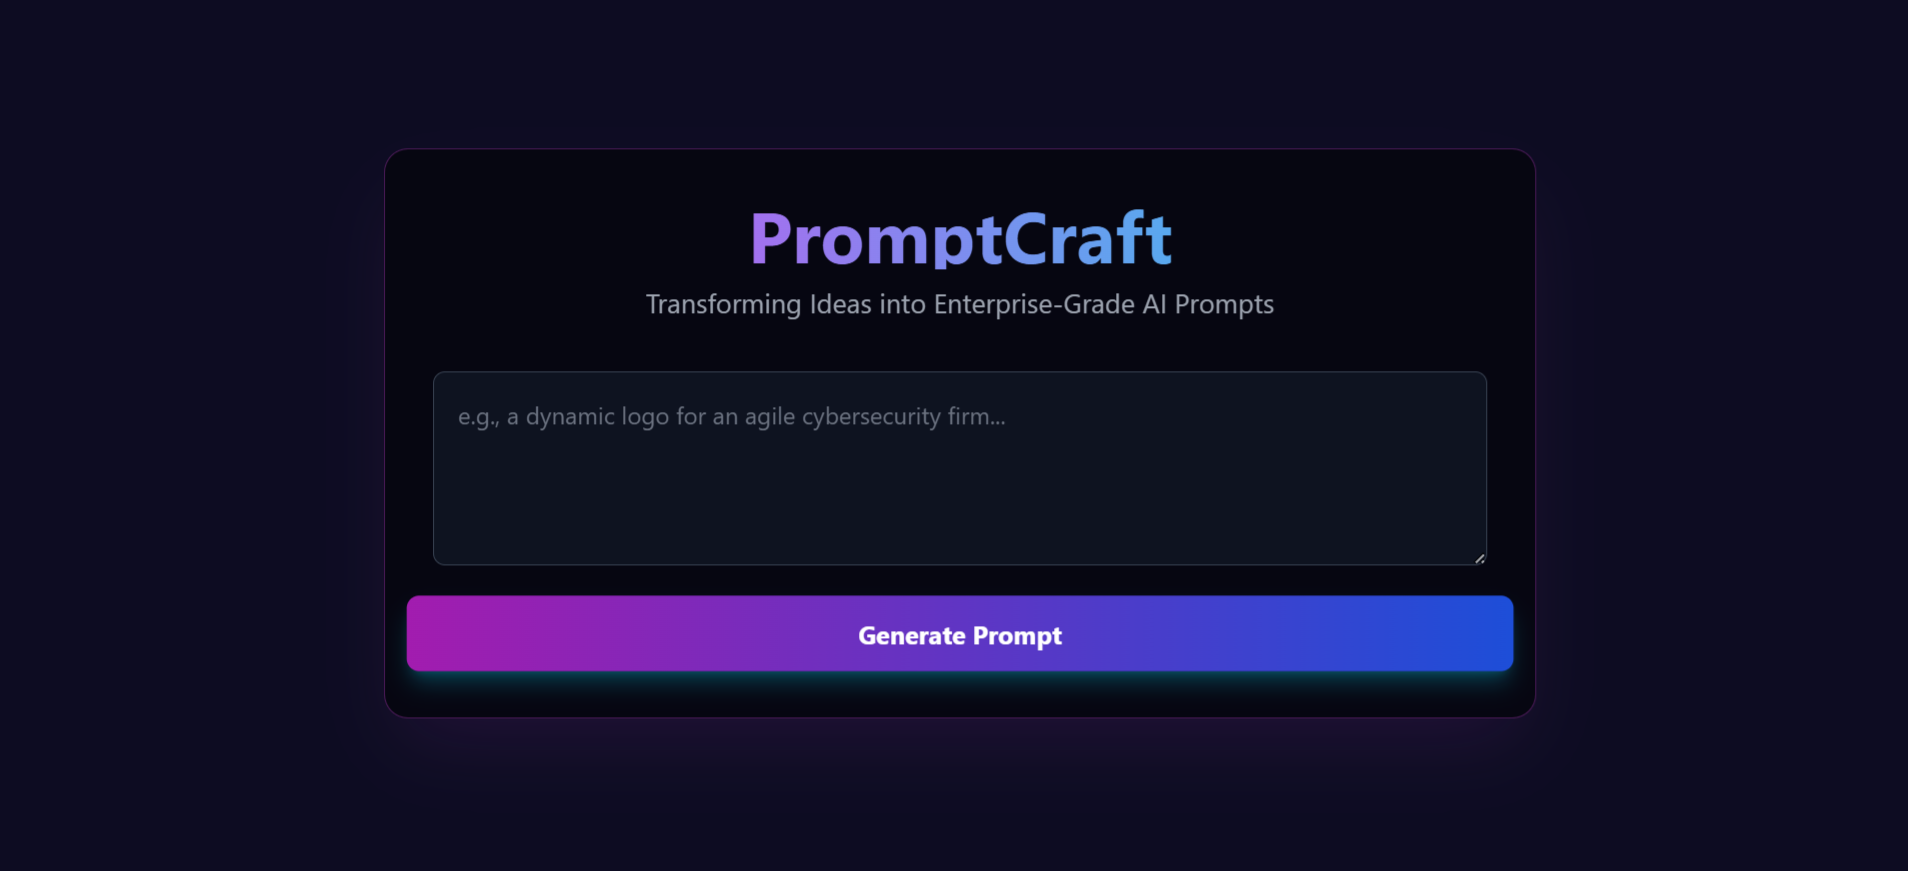 PromptCraft
Transforming Ideas into Enterprise-Grade AI Prompts
e.g., a dynamic logo for an agile cybersecurity firm...
Generate Prompt